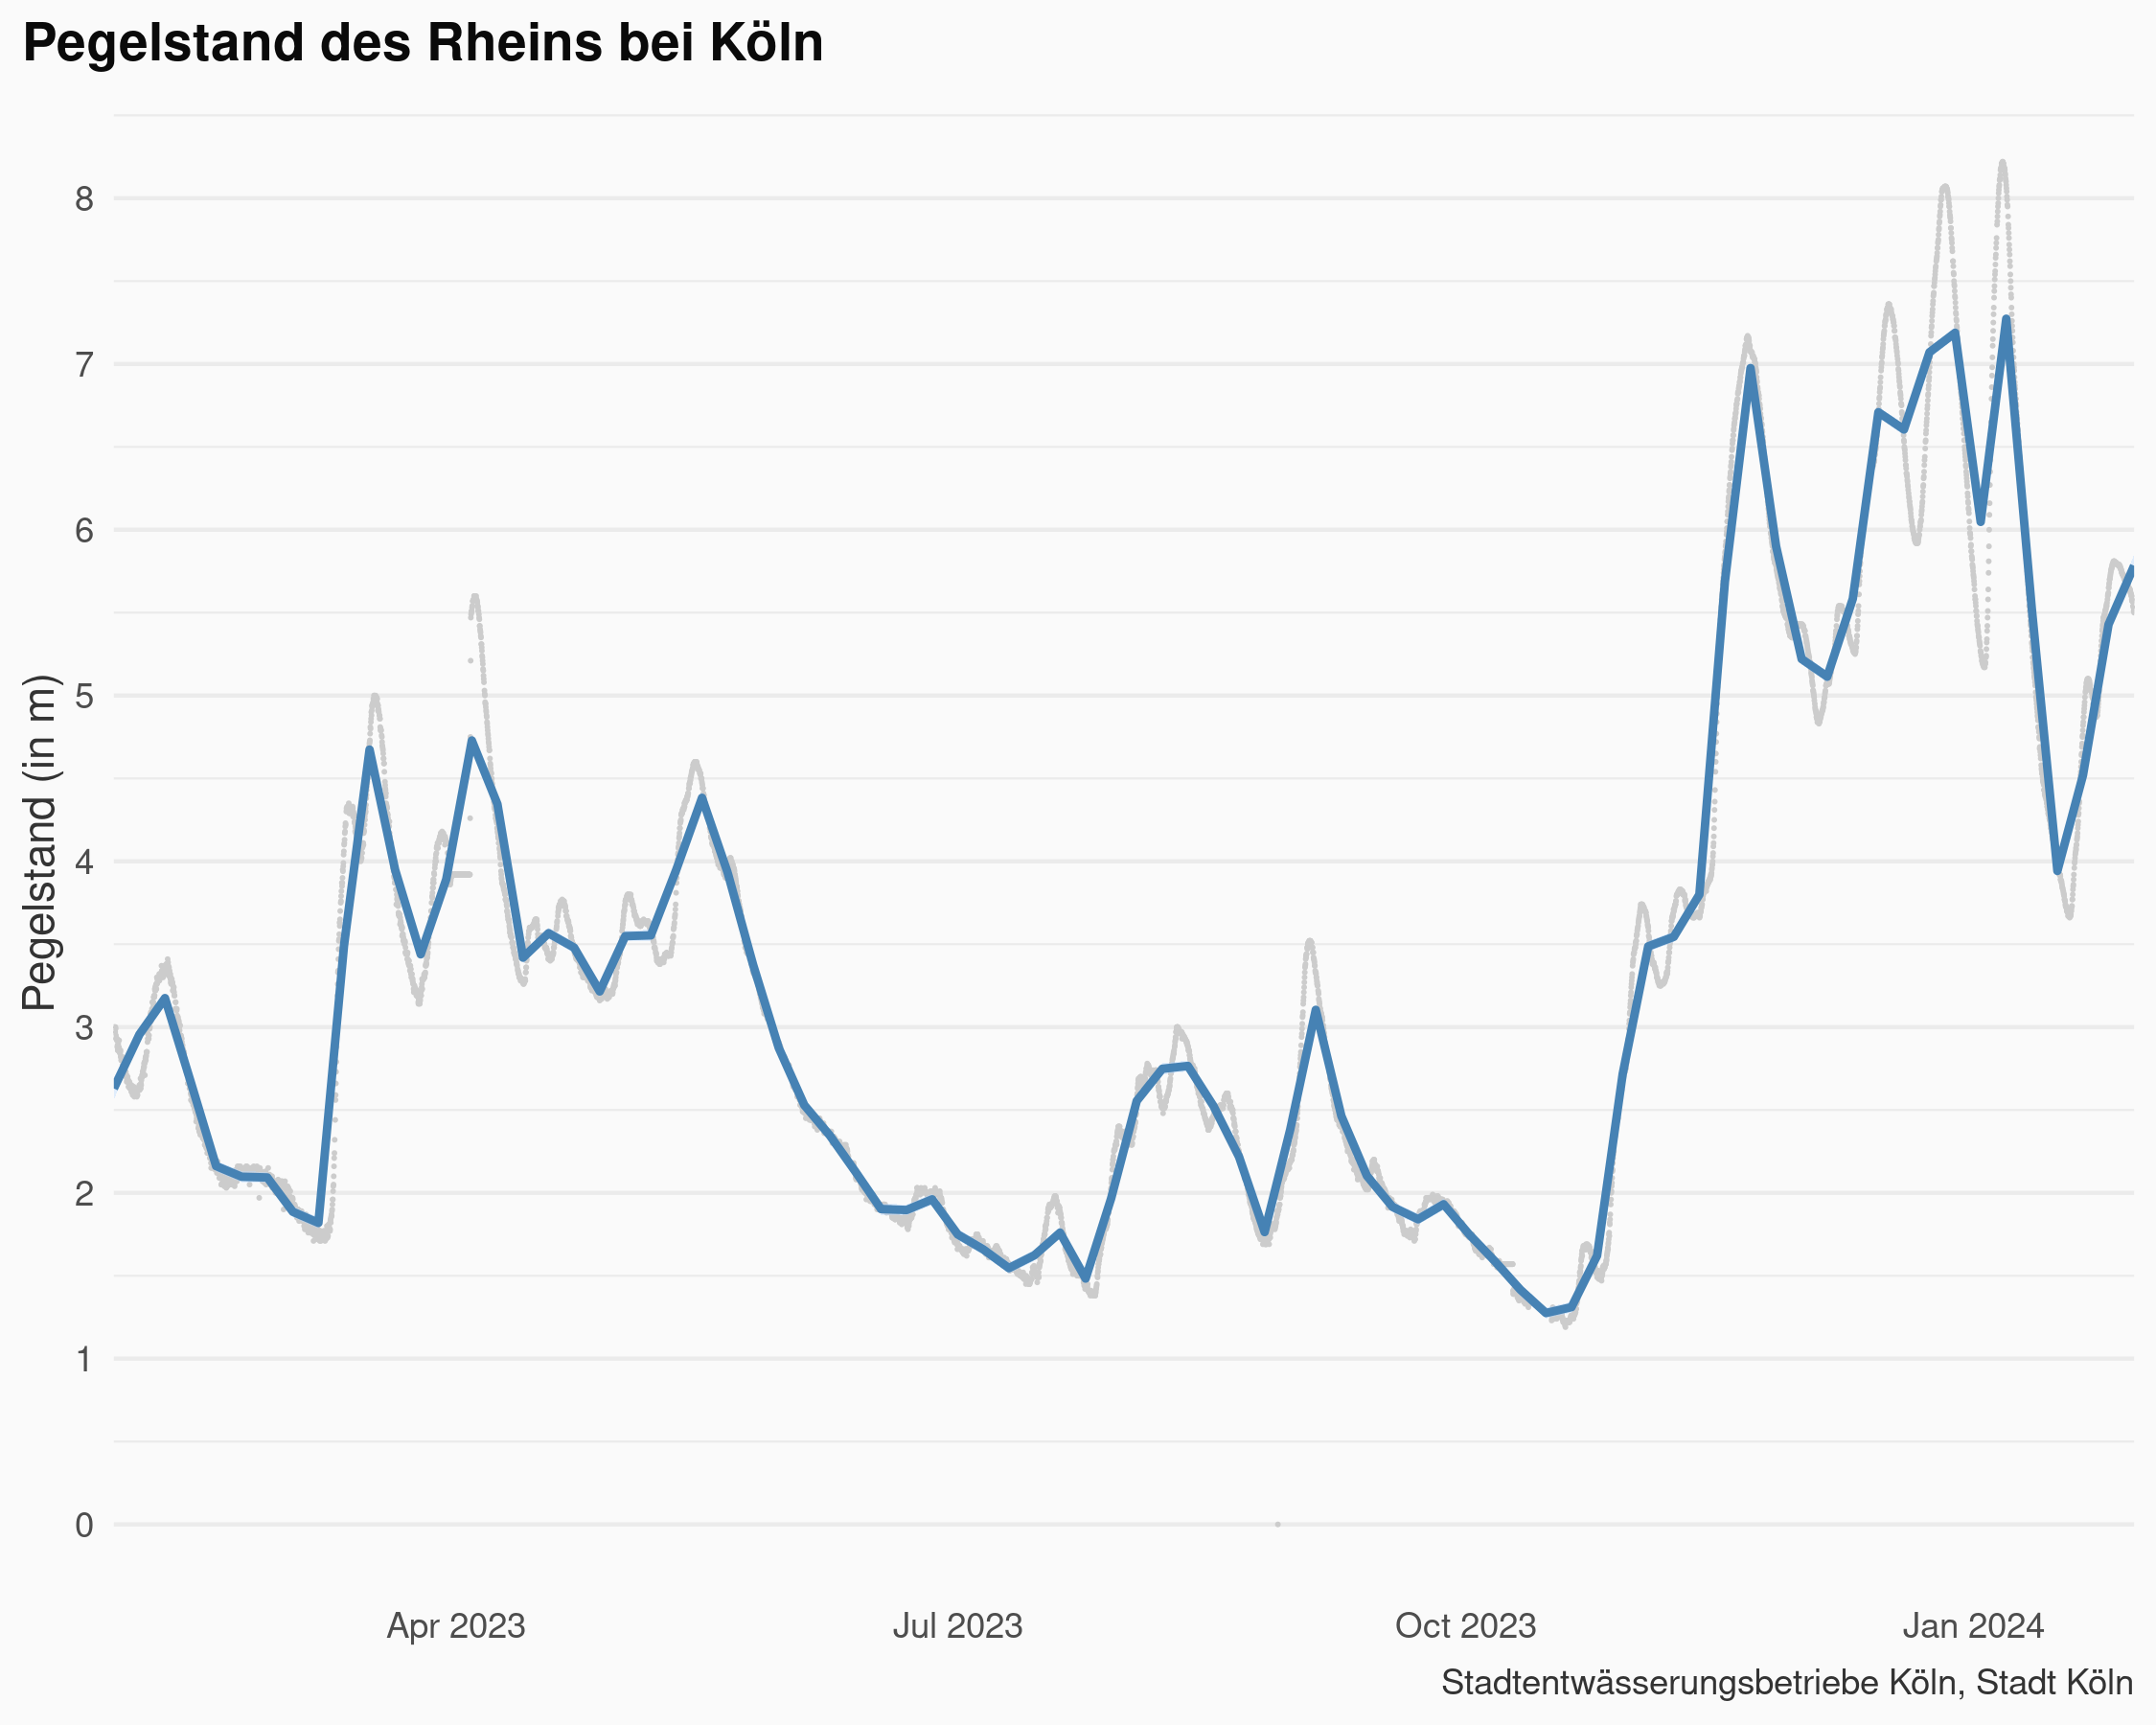 Pegelstand des Rheins bei Köln
Pegelstand (in m)
8
7
6
5
4
3
2
1
0
Apr 2023 Jul 2023 Oct 2023 Jan 2024
Stadtentwässerungsbetriebe Köln, Stadt Köln